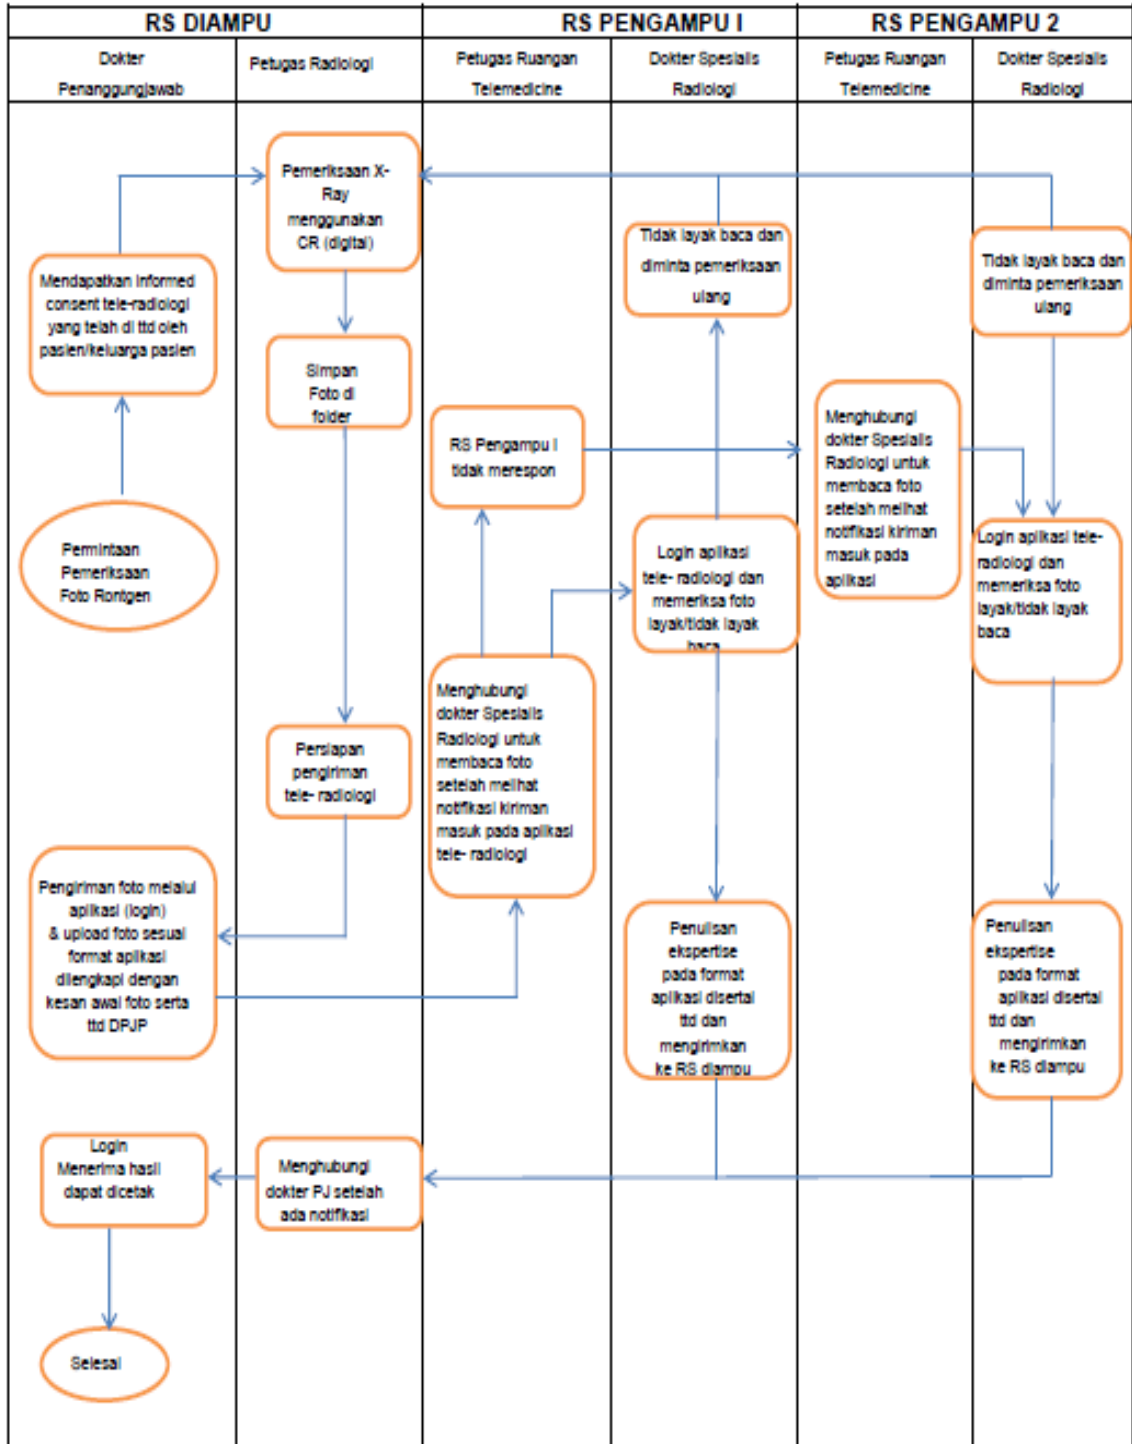 RS DIAMPU
RS PENGAMPU I
RS PENGAMPU 2
Dokter
Penanggungjawab
Petugas Radiologi
Petugas Ruangan
Telemedicine
Dokter Spesialis
Radiologi
Petugas Ruangan
Telemedicine
Dokter Spesialis
Radiologi
Pemeriksaan X-
Ray
menggunakan
CR (digital)
Tidak layak baca dan
diminta pemeriksaan
ulang
Tidak layak baca dan
diminta pemeriksaan
ulang
Mendapatkan informed
consent tele-radiologi
yang telah di ttd oleh
pasien/keluarga pasien
Simpan
Foto di
folder
RS Pengampu I
tidak merespon
Menghubungi
dokter Spesialis
Radiologi untuk
membaca foto
setelah melihat
notifikasi kiriman
masuk pada
aplikasi
Permintaan
Pemeriksaan
Foto Rontgen
Login aplikasi
tele- radiologi dan
memeriksa foto
layak/tidak layak
baca
Login aplikasi tele-
radiologi dan
memeriksa foto
layak/tidak layak
baca
Menghubungi
dokter Spesialis
Radiologi untuk
membaca foto
setelah melihat
notifikasi kiriman
masuk pada aplikasi
tele- radiologi
Persiapan
pengiriman
tele- radiologi
Pengiriman foto melalui
aplikasi (login)
& upload foto sesuai
format aplikasi
dilengkapi dengan
kesan awal foto serta
ttd DPJP
Penulisan
ekspertise
pada format
aplikasi disertai
ttd dan
mengirimkan
ke RS diampu
Penulisan
ekspertise
pada format
aplikasi disertai
ttd dan
mengirimkan
ke RS diampu
Login
Menerima hasil
dapat dicetak
Menghubungi
dokter PJ setelah
ada notifikasi
Selesai